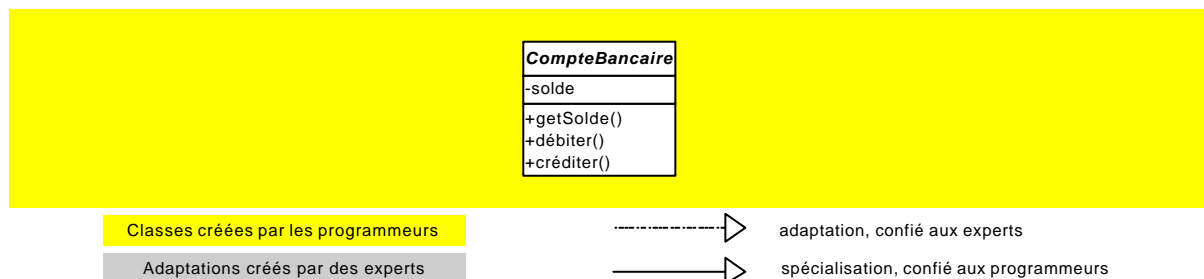 CompteBancaire
-solde
+getSolde()
+débiter()
+créditer()
Classes créées par les programmeurs
adaptation, confié aux experts
Adaptations créés par des experts
spécialisation, confié aux programmeurs